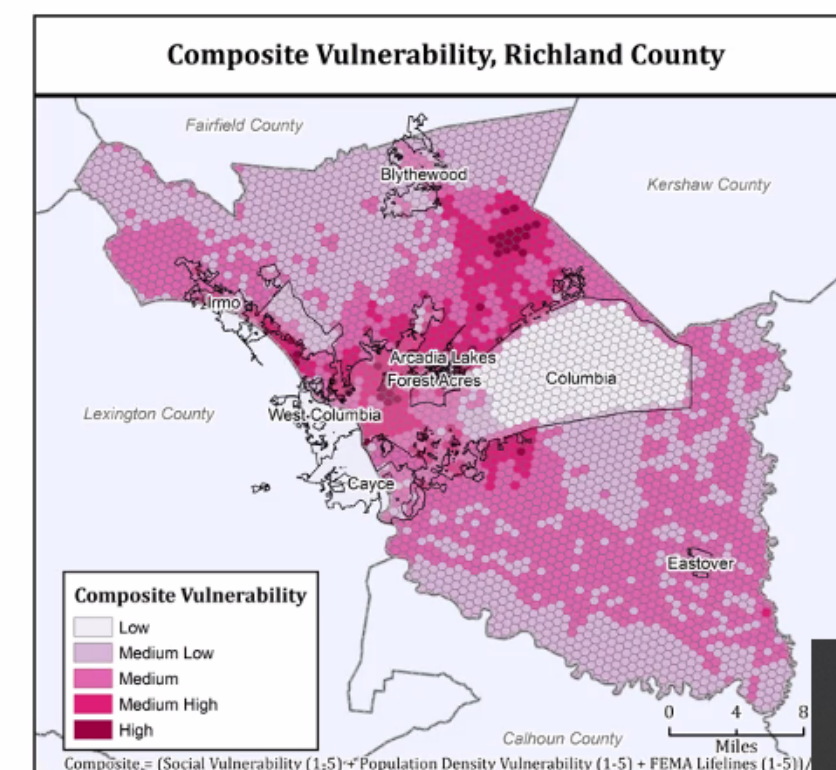 Composite Vulnerability, Richland County
Fairfield County
Blythewood
Kershaw County
Irmo
Arcadia Lakes
Forest Acres
Columbia
Lexington County
West Columbia
Cayce
Eastover
Composite Vulnerability
Low
Medium Low
Medium
Medium High
High
0 4 8
Miles
Calhoun County
Composite = (Social Vulnerability (1-5) + Population Density Vulnerability (1-5) + FEMA Lifelines (1-5))/